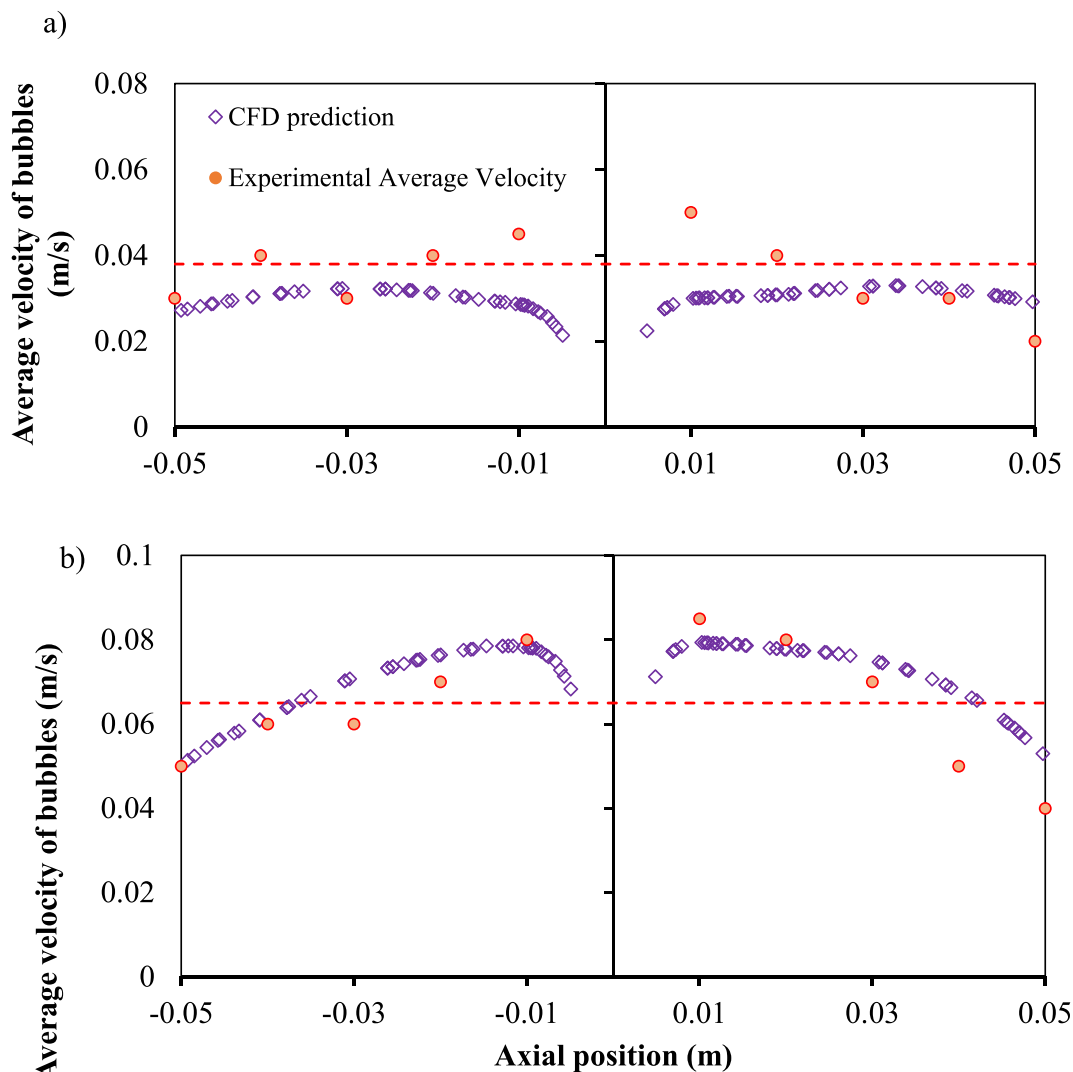 a)
Average velocity of bubbles
(m/s)
0.08
0.06
0.04
0.02
0
CFD prediction
Experimental Average Velocity
-0.05
-0.03
-0.01
0.01
0.03
0.05
b)
Average velocity of bubbles (m/s)
0.1
0.08
0.06
0.04
0.02
0
-0.05
-0.03
-0.01
0.01
0.03
0.05
Axial position (m)